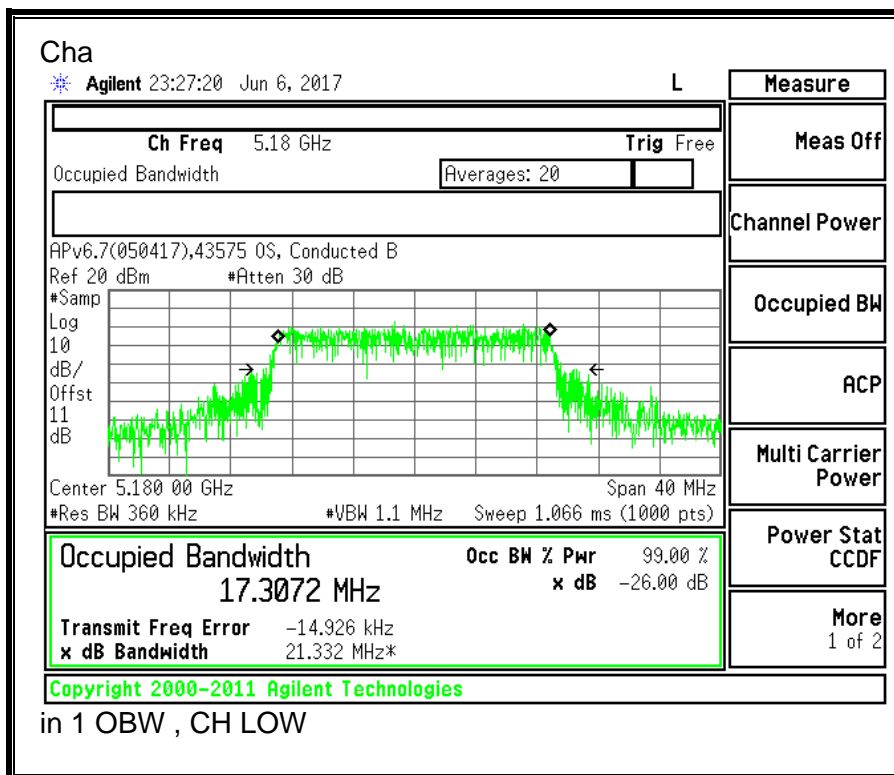 Cha
Agilent 23:27:20 Jun 6, 2017 L
Measure
Ch Freq 5.18 GHz Trig Free
Meas Off
Occupied Bandwidth Averages: 20
Channel Power
APv6.7(050417),43575 OS, Conducted B
Ref 20 dBm #Atten 30 dB
#Samp
Log
10
dB/
Offst
11
dB
Occupied BW
ACP
Multi Carrier
Power
Center 5.180 00 GHz Span 40 MHz
#Res BW 360 kHz #VBW 1.1 MHz Sweep 1.066 ms (1000 pts)
Power Stat
CCDF
Occupied Bandwidth Occ BW % Pwr 99.00 %
17.3072 MHz x dB -26.00 dB
Transmit Freq Error -14.926 kHz
x dB Bandwidth 21.332 MHz*
More
1 of 2
Copyright 2000-2011 Agilent Technologies
in 1 OBW , CH LOW